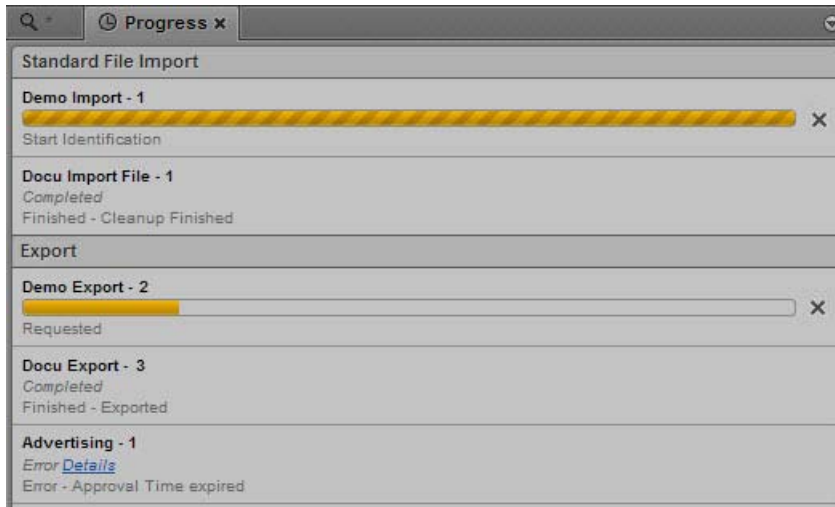 Progress
Standard File Import
Demo Import - 1
Start Identification
Docu Import File - 1
Completed
Finished - Cleanup Finished
Export
Demo Export - 2
Requested
Docu Export - 3
Completed
Finished - Exported
Advertising - 1
Error Details
Error - Approval Time expired